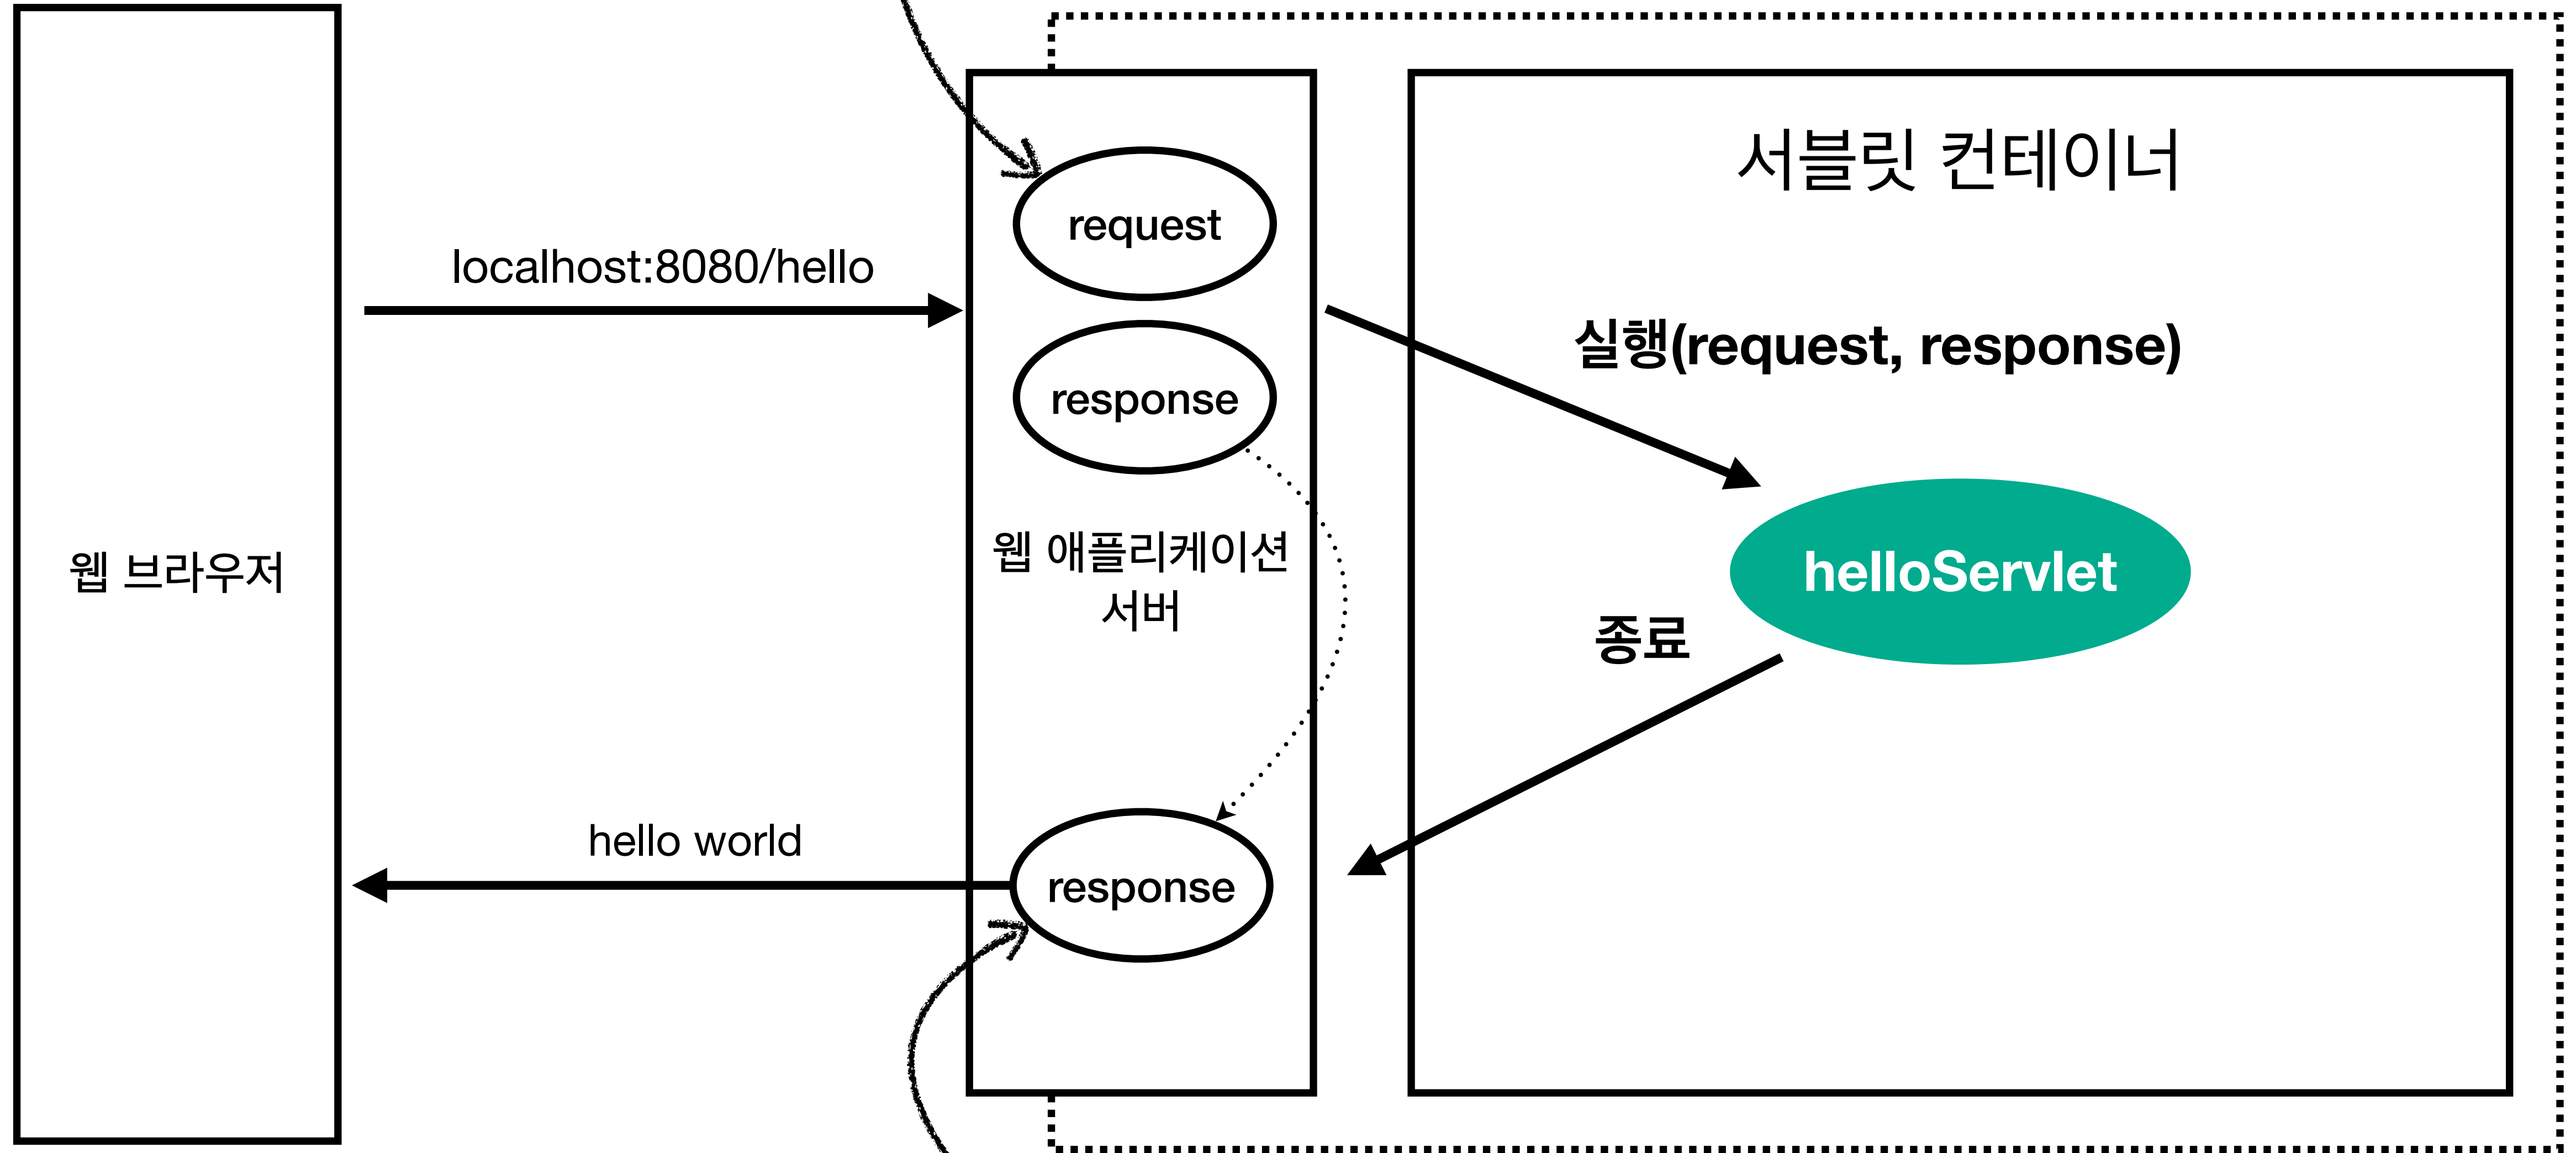 웹 브라우저
localhost:8080/hello
hello world
request
response
웹 애플리케이션
서버
response
서블릿 컨테이너
실행(request, response)
helloServlet
종료